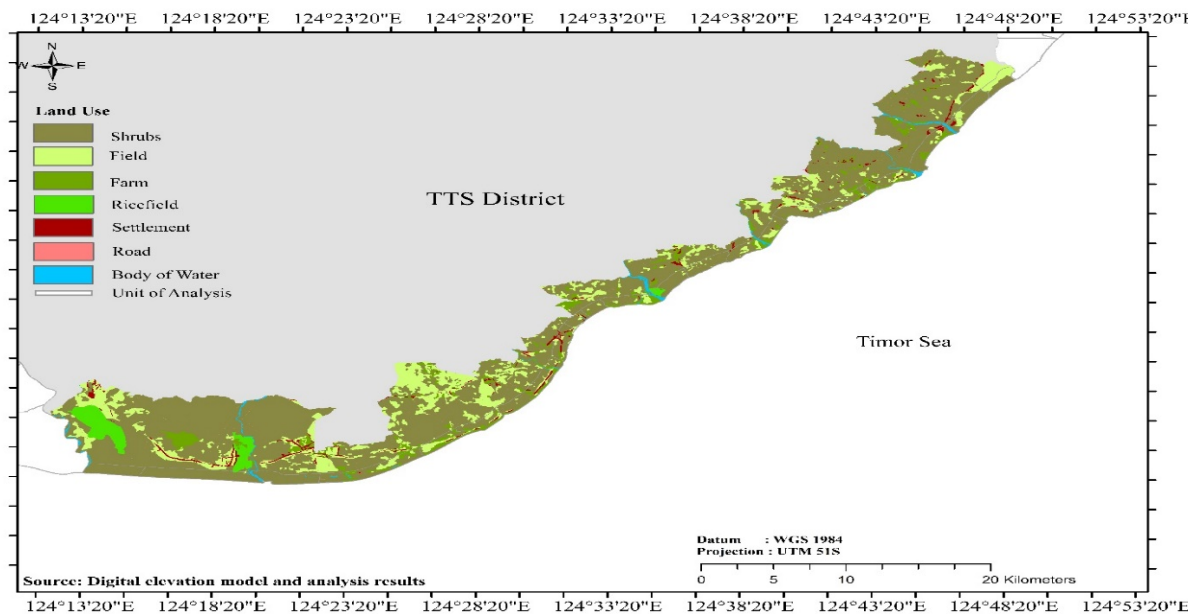 124°13'20"E 124°18'20"E 124°23'20"E 124°28'20"E 124°33'20"E 124°38'20"E 124°43'20"E 124°48'20"E 124°53'20"E
N
W E
S
Land Use
Shrubs
Field
Farm
Ricefield
Settlement
Road
Body of Water
Unit of Analysis
TTS District
Timor Sea
Datum : WGS 1984
Projection : UTM 51S
0 5 10 20 Kilometers
Source: Digital elevation model and analysis results
124°13'20"E 124°18'20"E 124°23'20"E 124°28'20"E 124°33'20"E 124°38'20"E 124°43'20"E 124°48'20"E 124°53'20"E